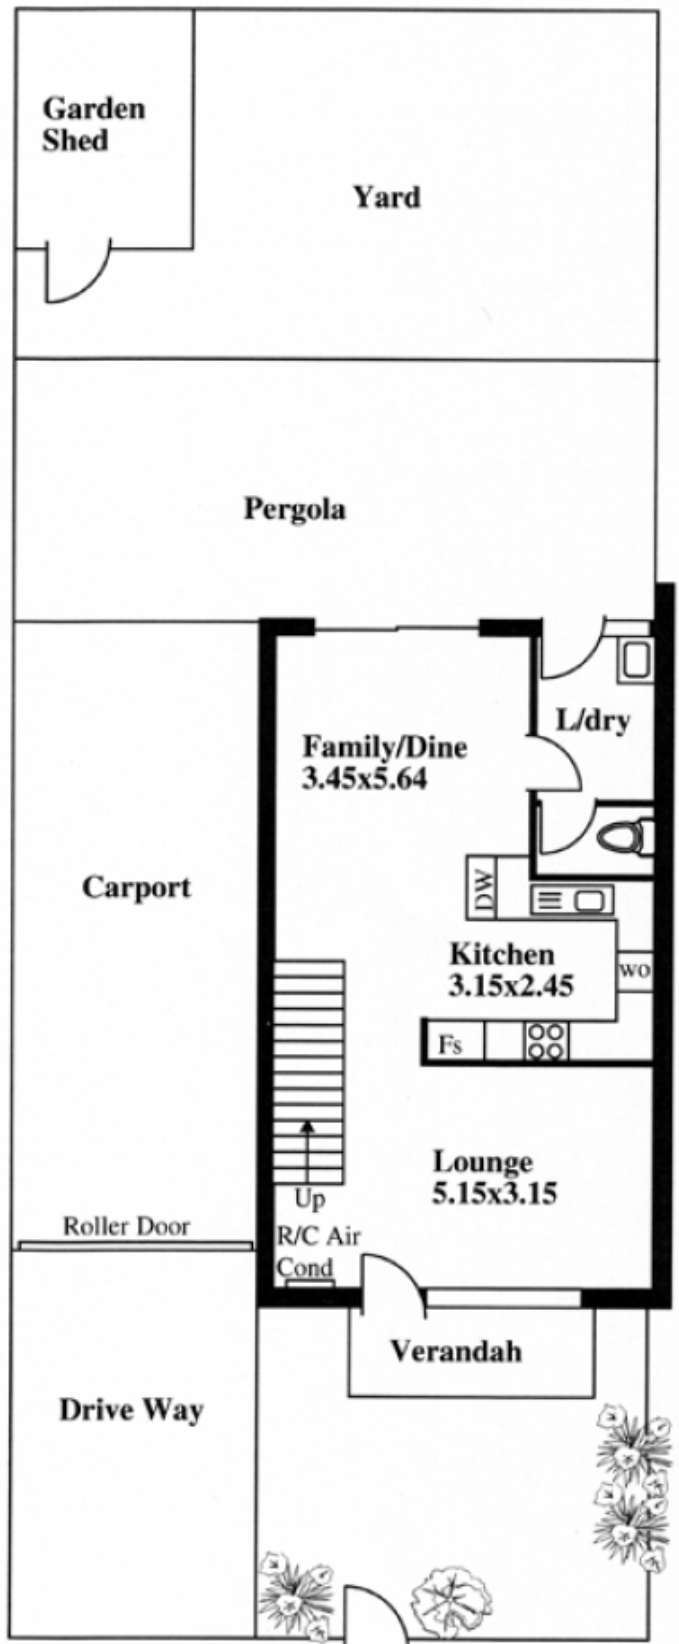 Garden
Shed
Yard
Pergola
L/dry
Family/Dine
3.45x5.64
Carport
DW
Kitchen
3.15x2.45
wo
Fs
Lounge
5.15x3.15
Up
Roller Door
R/C Air
Cond
Verandah
Drive Way